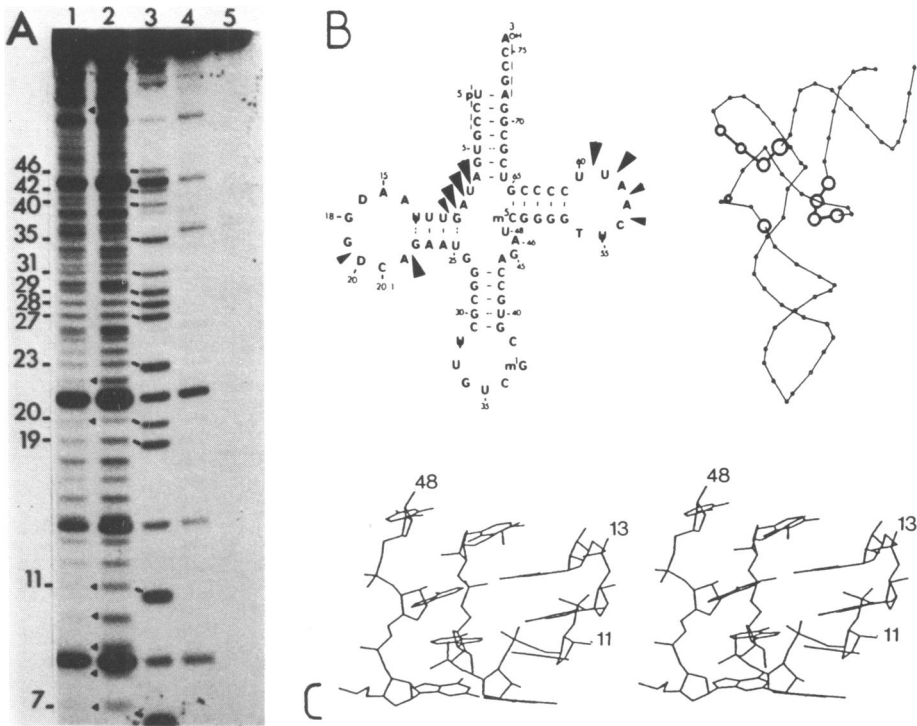 A
1 2 3 4 5
46
42
40
35
31
29
28
27
23
20
19
11
7
B
3
A OH
C -75
C
G
5 p U - A
C - G
C - G -70
G - C
U G
5- G - C
A - U
U
A
G 65
G C C C C U 60 U A A C ψ 55 T
m5 C G G G G
18 G D A 15 A ψ U U G
20 G D C 20:1 A G A A U 25
U 48
A 46
G 45
G A
G - C
G - C
C - G
G - U
30 C - G 40
ψ C
U m1G
G U C
35
C
48
13
11
48
13
11